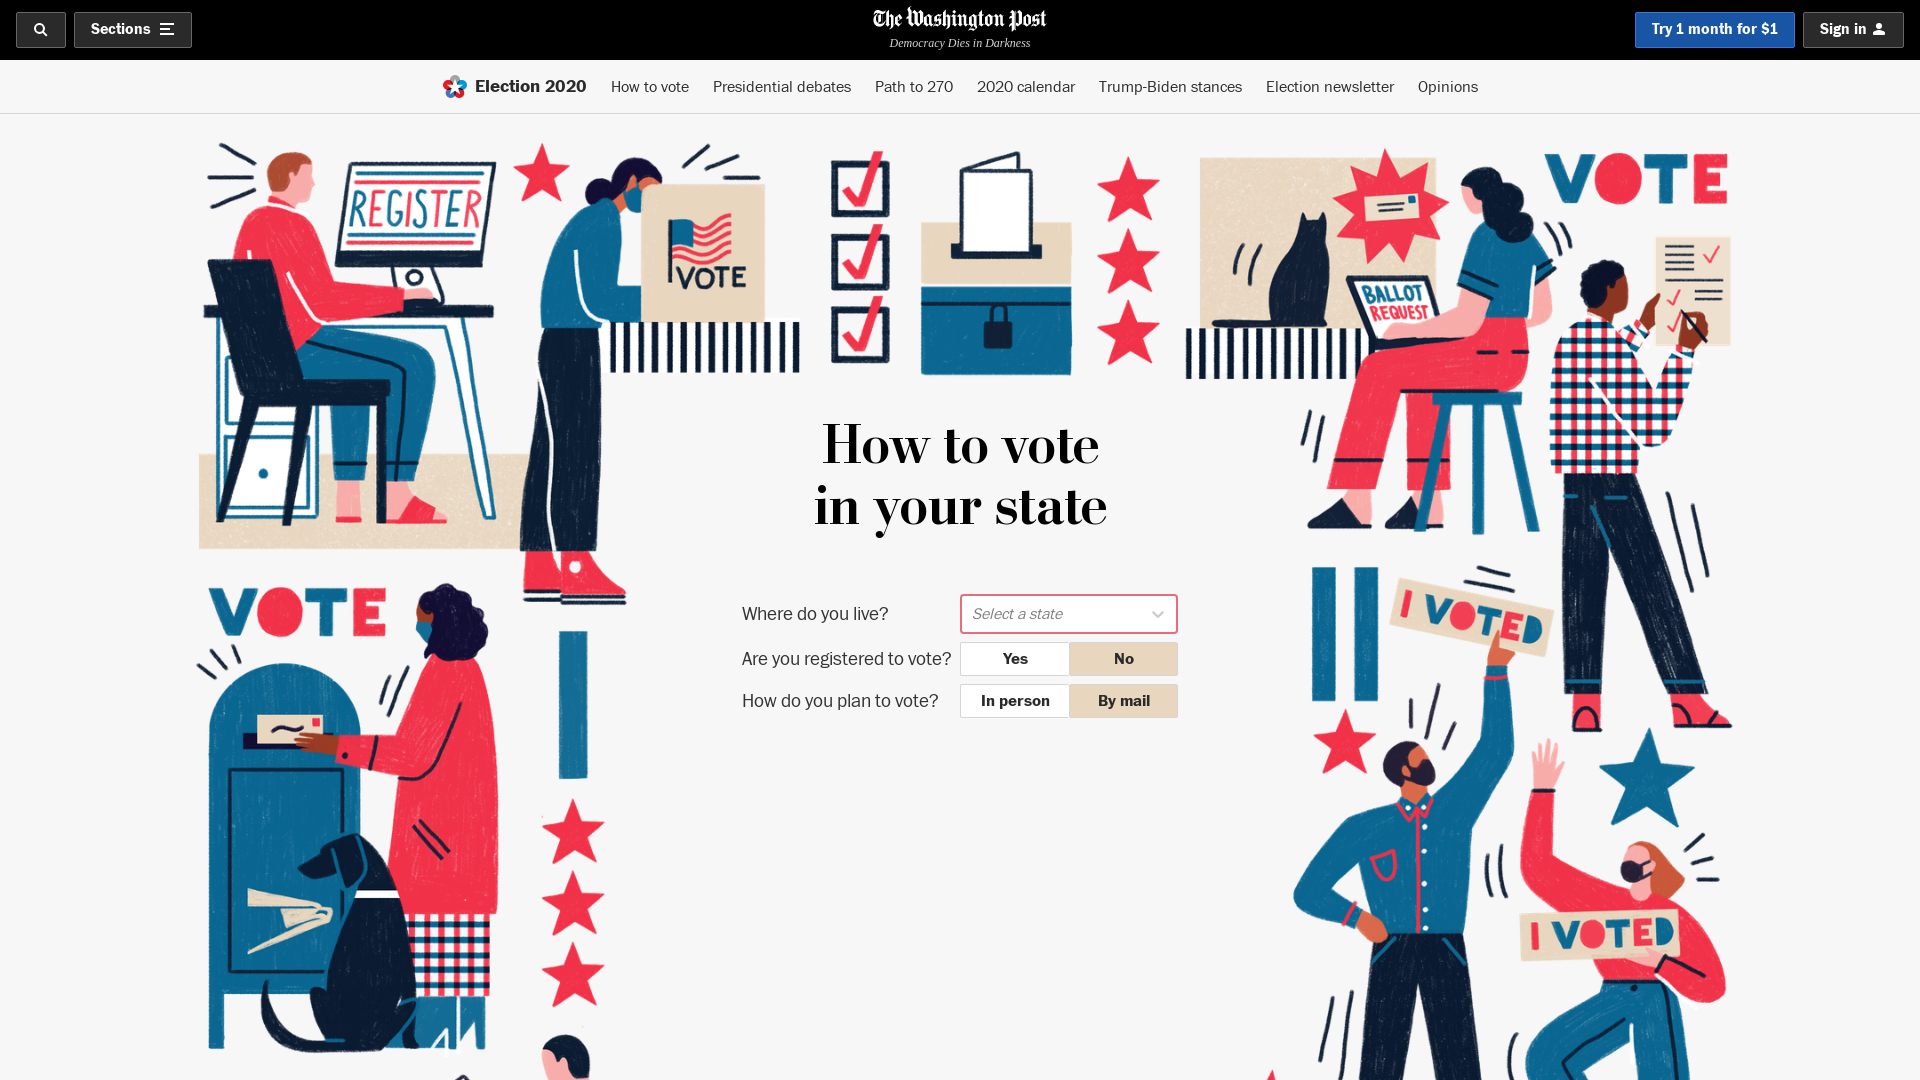 Sections
The Washington Post
Democracy Dies in Darkness
Try 1 month for $1
Sign in
Election 2020
How to vote
Presidential debates
Path to 270
2020 calendar
Trump-Biden stances
Election newsletter
Opinions
REGISTER
VOTE
BALLOT
REQUEST
VOTE
How to vote
in your state
VOTE
I VOTED
Where do you live?
Select a state
Are you registered to vote?
Yes
No
How do you plan to vote?
In person
By mail
I VOTED